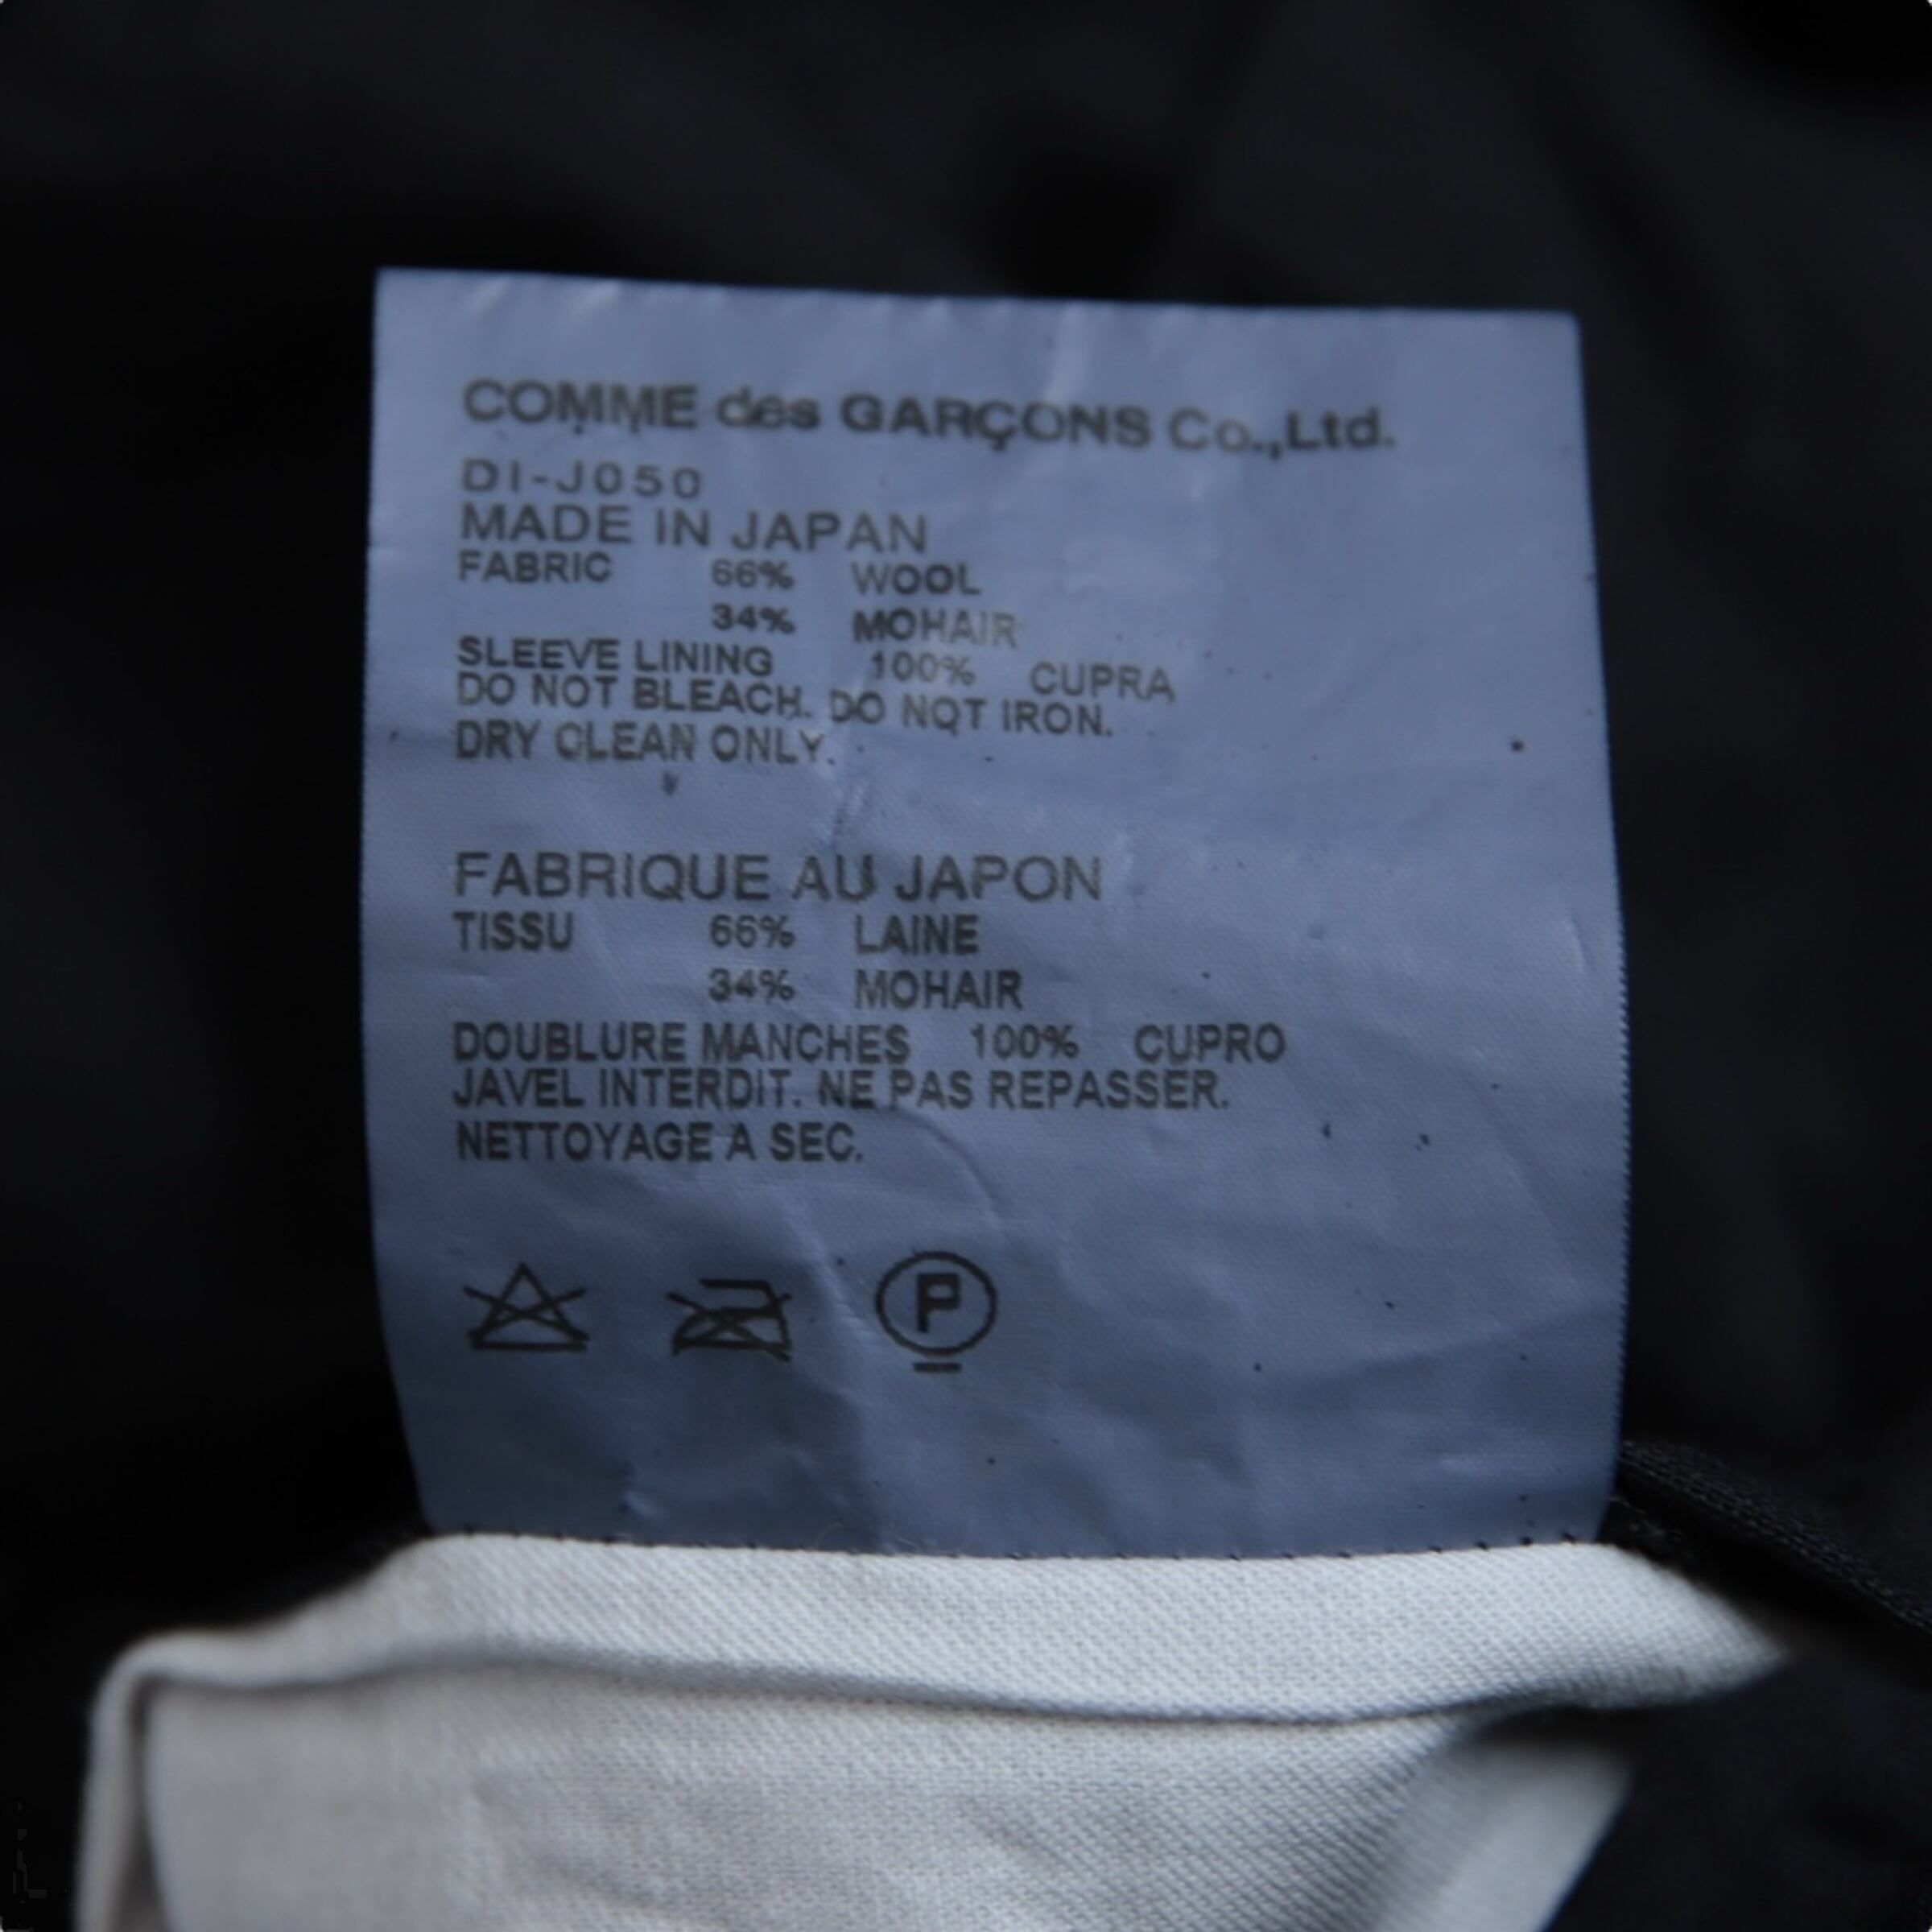 COMME des GARÇONS Co.,Ltd.
DI-J050
MADE IN JAPAN
FABRIC 66% WOOL
34% MOHAIR
SLEEVE LINING 100% CUPRA
DO NOT BLEACH. DO NOT IRON.
DRY CLEAN ONLY.
FABRIQUE AU JAPON
TISSU 66% LAINE
34% MOHAIR
DOUBLURE MANCHES 100% CUPRO
JAVEL INTERDIT. NE PAS REPASSER.
NETTOYAGE A SEC.
P